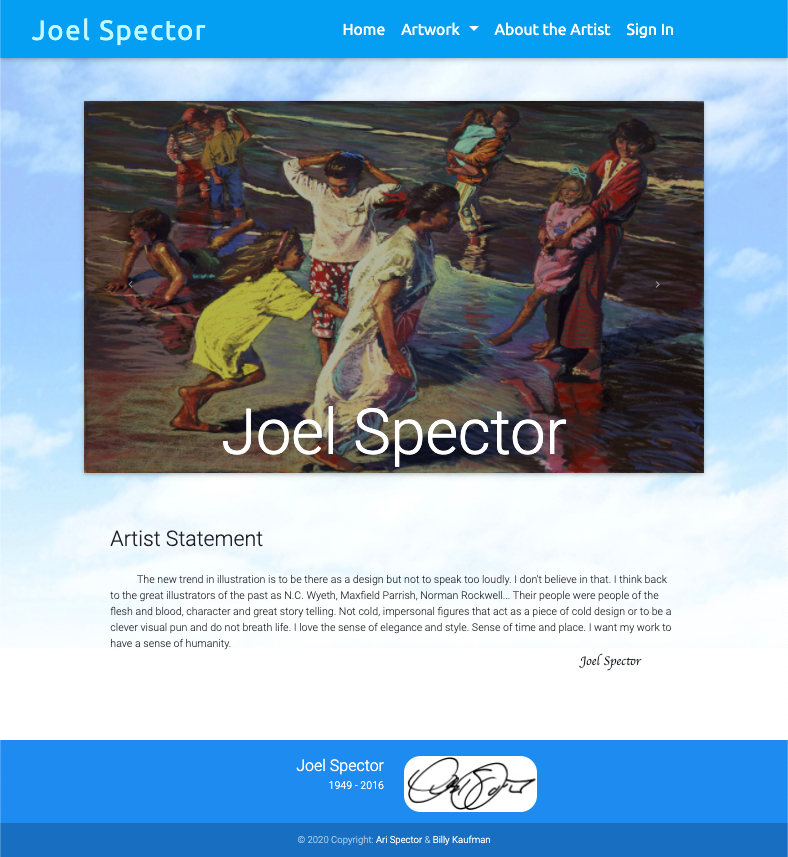 Joel Spector
Home Artwork About the Artist Sign In
Joel Spector
Artist Statement
The new trend in illustration is to be there as a design but not to speak too loudly. I don't believe in that. I think back
to the great illustrators of the past as N.C. Wyeth, Maxfield Parrish, Norman Rockwell... Their people were people of the
flesh and blood, character and great story telling. Not cold, impersonal figures that act as a piece of cold design or to be a
clever visual pun and do not breath life. I love the sense of elegance and style. Sense of time and place. I want my work to
have a sense of humanity.
Joel Spector
Joel Spector
1949 - 2016
© 2020 Copyright: Ari Spector & Billy Kaufman